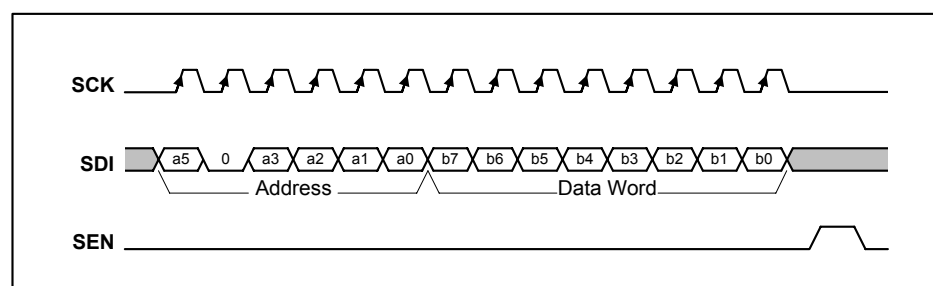 SCK
SDI a5 0 a3 a2 a1 a0 b7 b6 b5 b4 b3 b2 b1 b0
Address Data Word
SEN